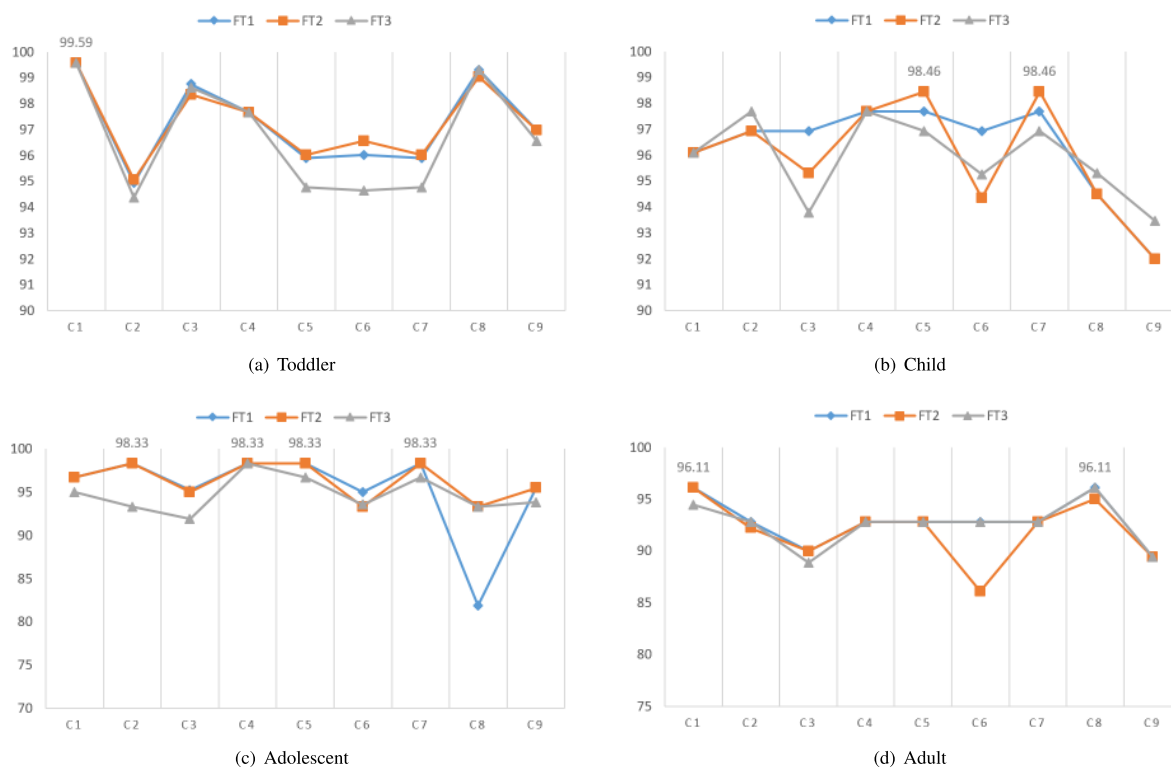 FT1 FT2 FT3
99.59
100
99
98
97
96
95
94
93
92
91
90
C1 C2 C3 C4 C5 C6 C7 C8 C9
(a) Toddler
FT1 FT2 FT3
98.46 98.46
100
99
98
97
96
95
94
93
92
91
90
C1 C2 C3 C4 C5 C6 C7 C8 C9
(b) Child
FT1 FT2 FT3
98.33 98.33 98.33 98.33
100
95
90
85
80
75
70
C1 C2 C3 C4 C5 C6 C7 C8 C9
(c) Adolescent
FT1 FT2 FT3
96.11 96.11
100
95
90
85
80
75
C1 C2 C3 C4 C5 C6 C7 C8 C9
(d) Adult